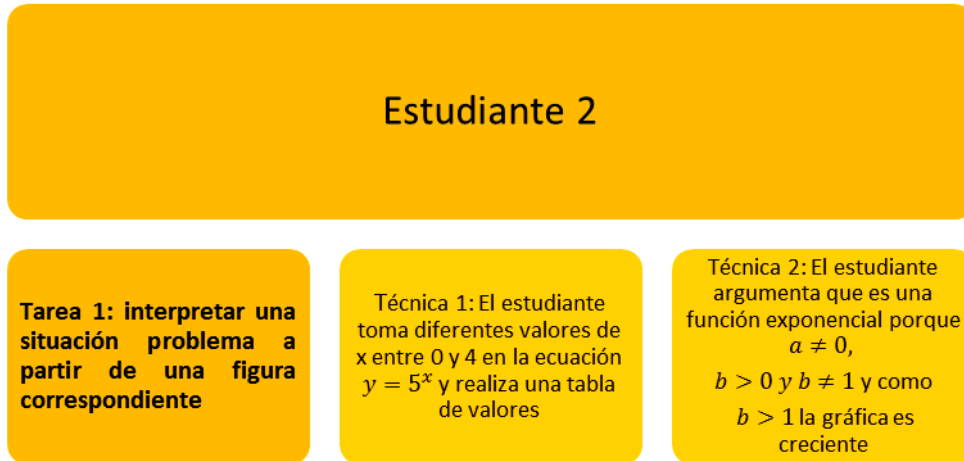 Estudiante 2
Tarea 1: interpretar una
situación problema a
partir de una figura
correspondiente
Técnica 1: El estudiante
toma diferentes valores de
x entre 0 y 4 en la ecuación
𝑦 = 5ˣ y realiza una tabla
de valores
Técnica 2: El estudiante
argumenta que es una
función exponencial porque
𝑎 ≠ 0,
𝑏 > 0 𝑦 𝑏 ≠ 1 y como
𝑏 > 1 la gráfica es
creciente